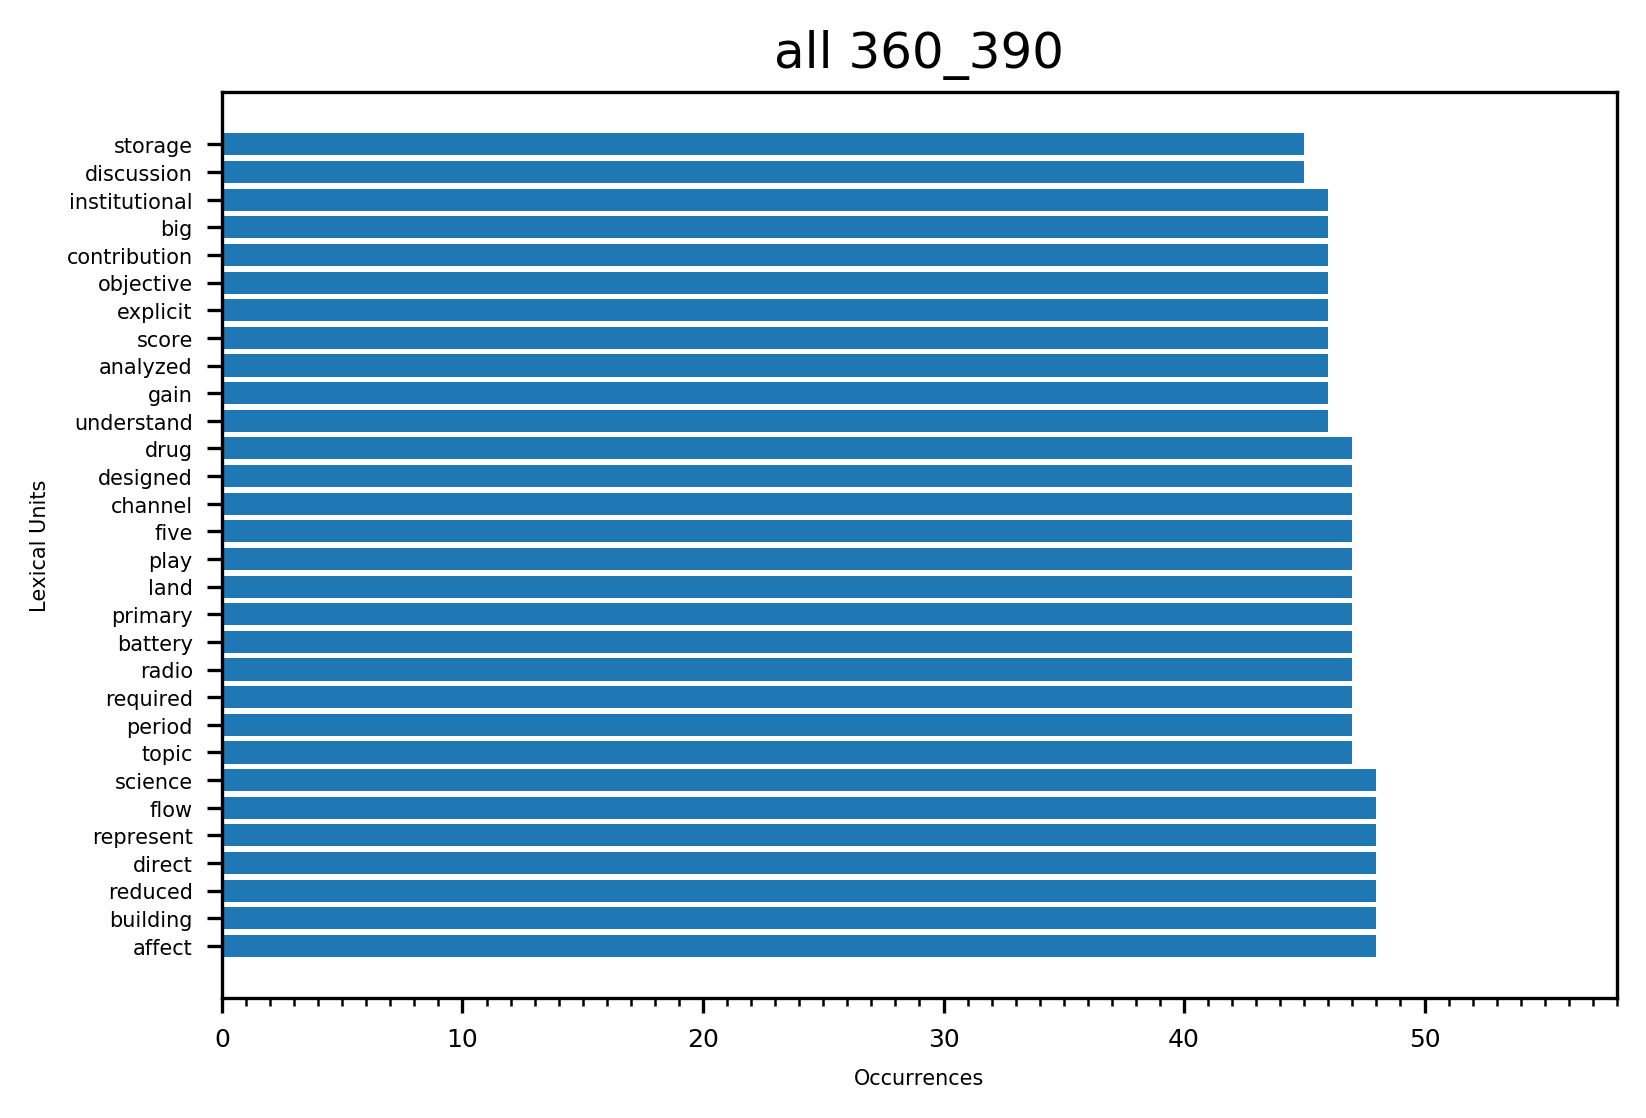 all 360_390
storage
discussion
institutional
big
contribution
objective
explicit
score
analyzed
gain
understand
drug
designed
channel
five
play
land
primary
battery
radio
required
period
topic
science
flow
represent
direct
reduced
building
affect
Lexical Units
0 10 20 30 40 50
Occurrences